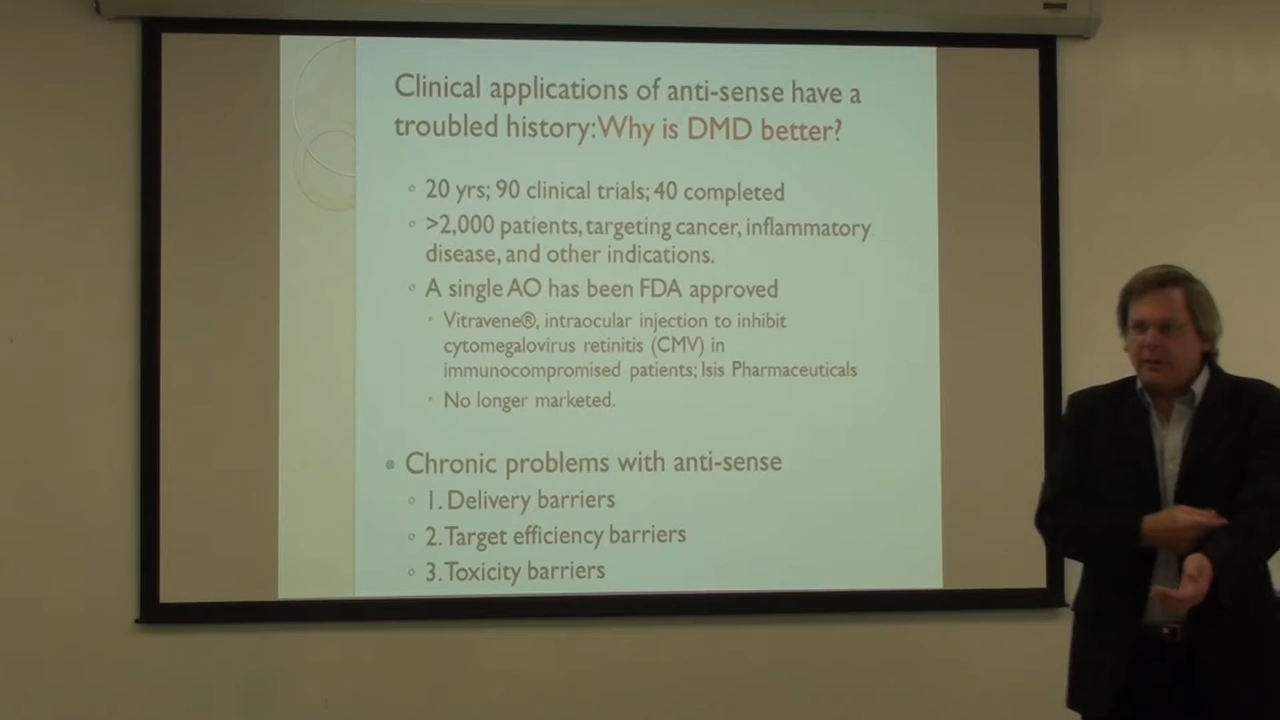 Clinical applications of anti-sense have a
troubled history: Why is DMD better?
20 yrs; 90 clinical trials; 40 completed
>2,000 patients, targeting cancer, inflammatory
disease, and other indications.
A single AO has been FDA approved
Vitravene®, intraocular injection to inhibit
cytomegalovirus retinitis (CMV) in
immunocompromised patients; Isis Pharmaceuticals
No longer marketed.
Chronic problems with anti-sense
1. Delivery barriers
2. Target efficiency barriers
3. Toxicity barriers